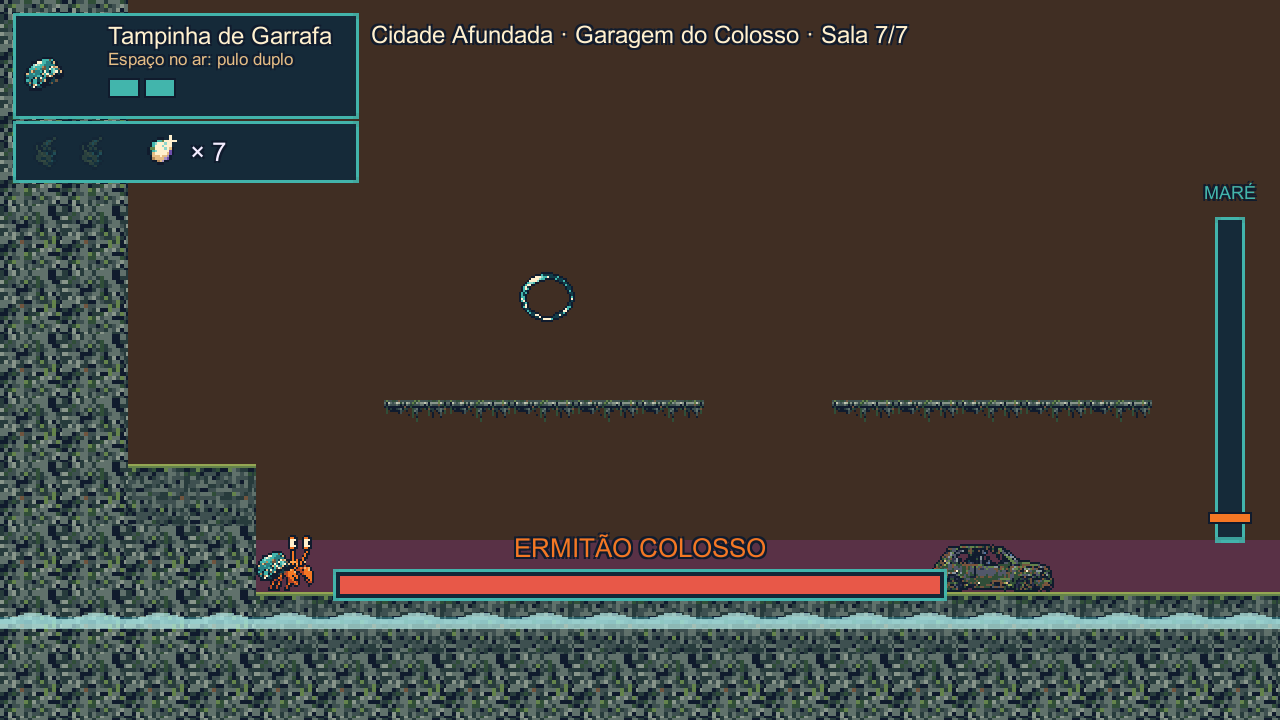 Tampinha de Garrafa
Espaço no ar: pulo duplo
× 7
Cidade Afundada · Garagem do Colosso · Sala 7/7
MARÉ
ERMITÃO COLOSSO